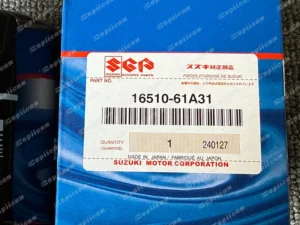 SGP
スズキ純正部品
SUZUKI GENUINE PARTS
PIECES D'ORIGINE DE SUZUKI
PART NO.
16510-61A31
QUANTITY
1
240127
MADE IN JAPAN / FABRIQUÉ AU JAPON
SUZUKI MOTOR CORPORATION